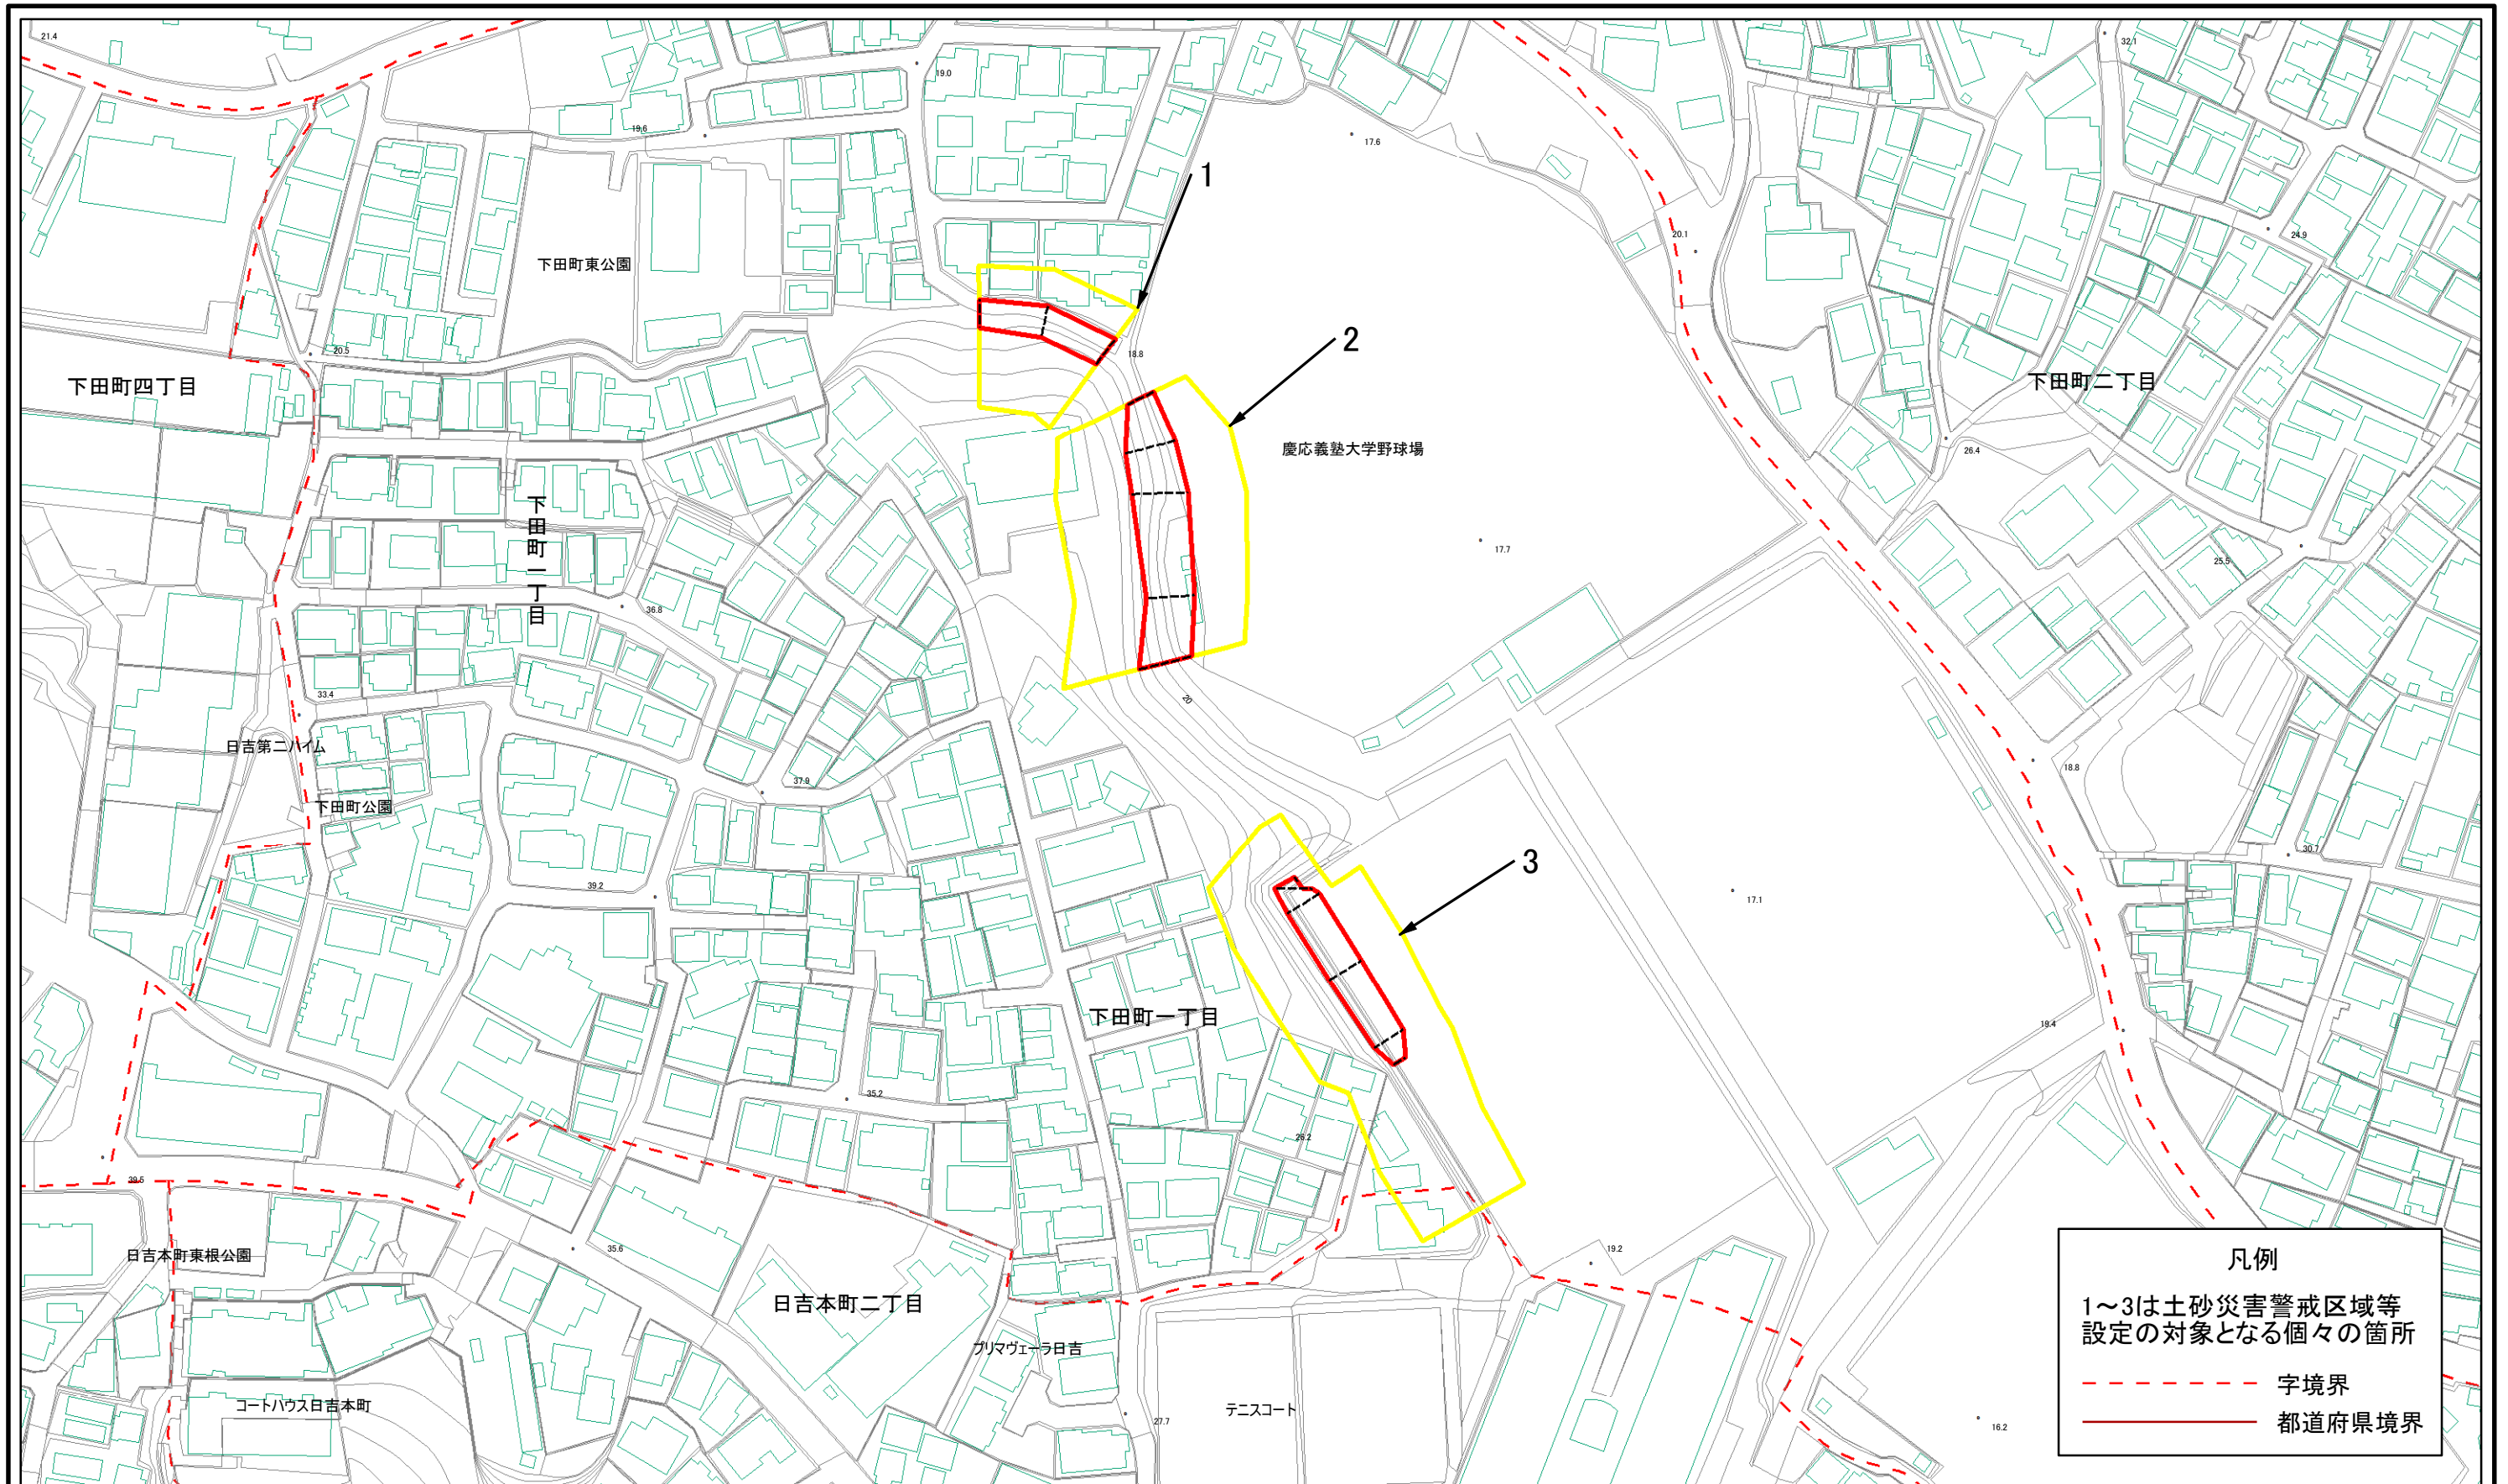 21.4
19.0
32.1
19.6
17.6
1
20.1
24.9
下田町東公園
2
20.5
18.8
下田町四丁目
下田町二丁目
慶応義塾大学野球場
26.4
下田町一丁目
17.7
25.5
36.8
33.4
20
日吉第二ハイム
18.8
37.9
下田町公園
30.7
3
39.2
17.1
下田町一丁目
19.4
35.2
26.2
39.5
日吉本町東根公園
35.6
19.2
日吉本町二丁目
プリマヴェーラ日吉
コートハウス日吉本町
テニスコート
27.7
16.2
凡例
1～3は土砂災害警戒区域等
設定の対象となる個々の箇所
字境界
都道府県境界